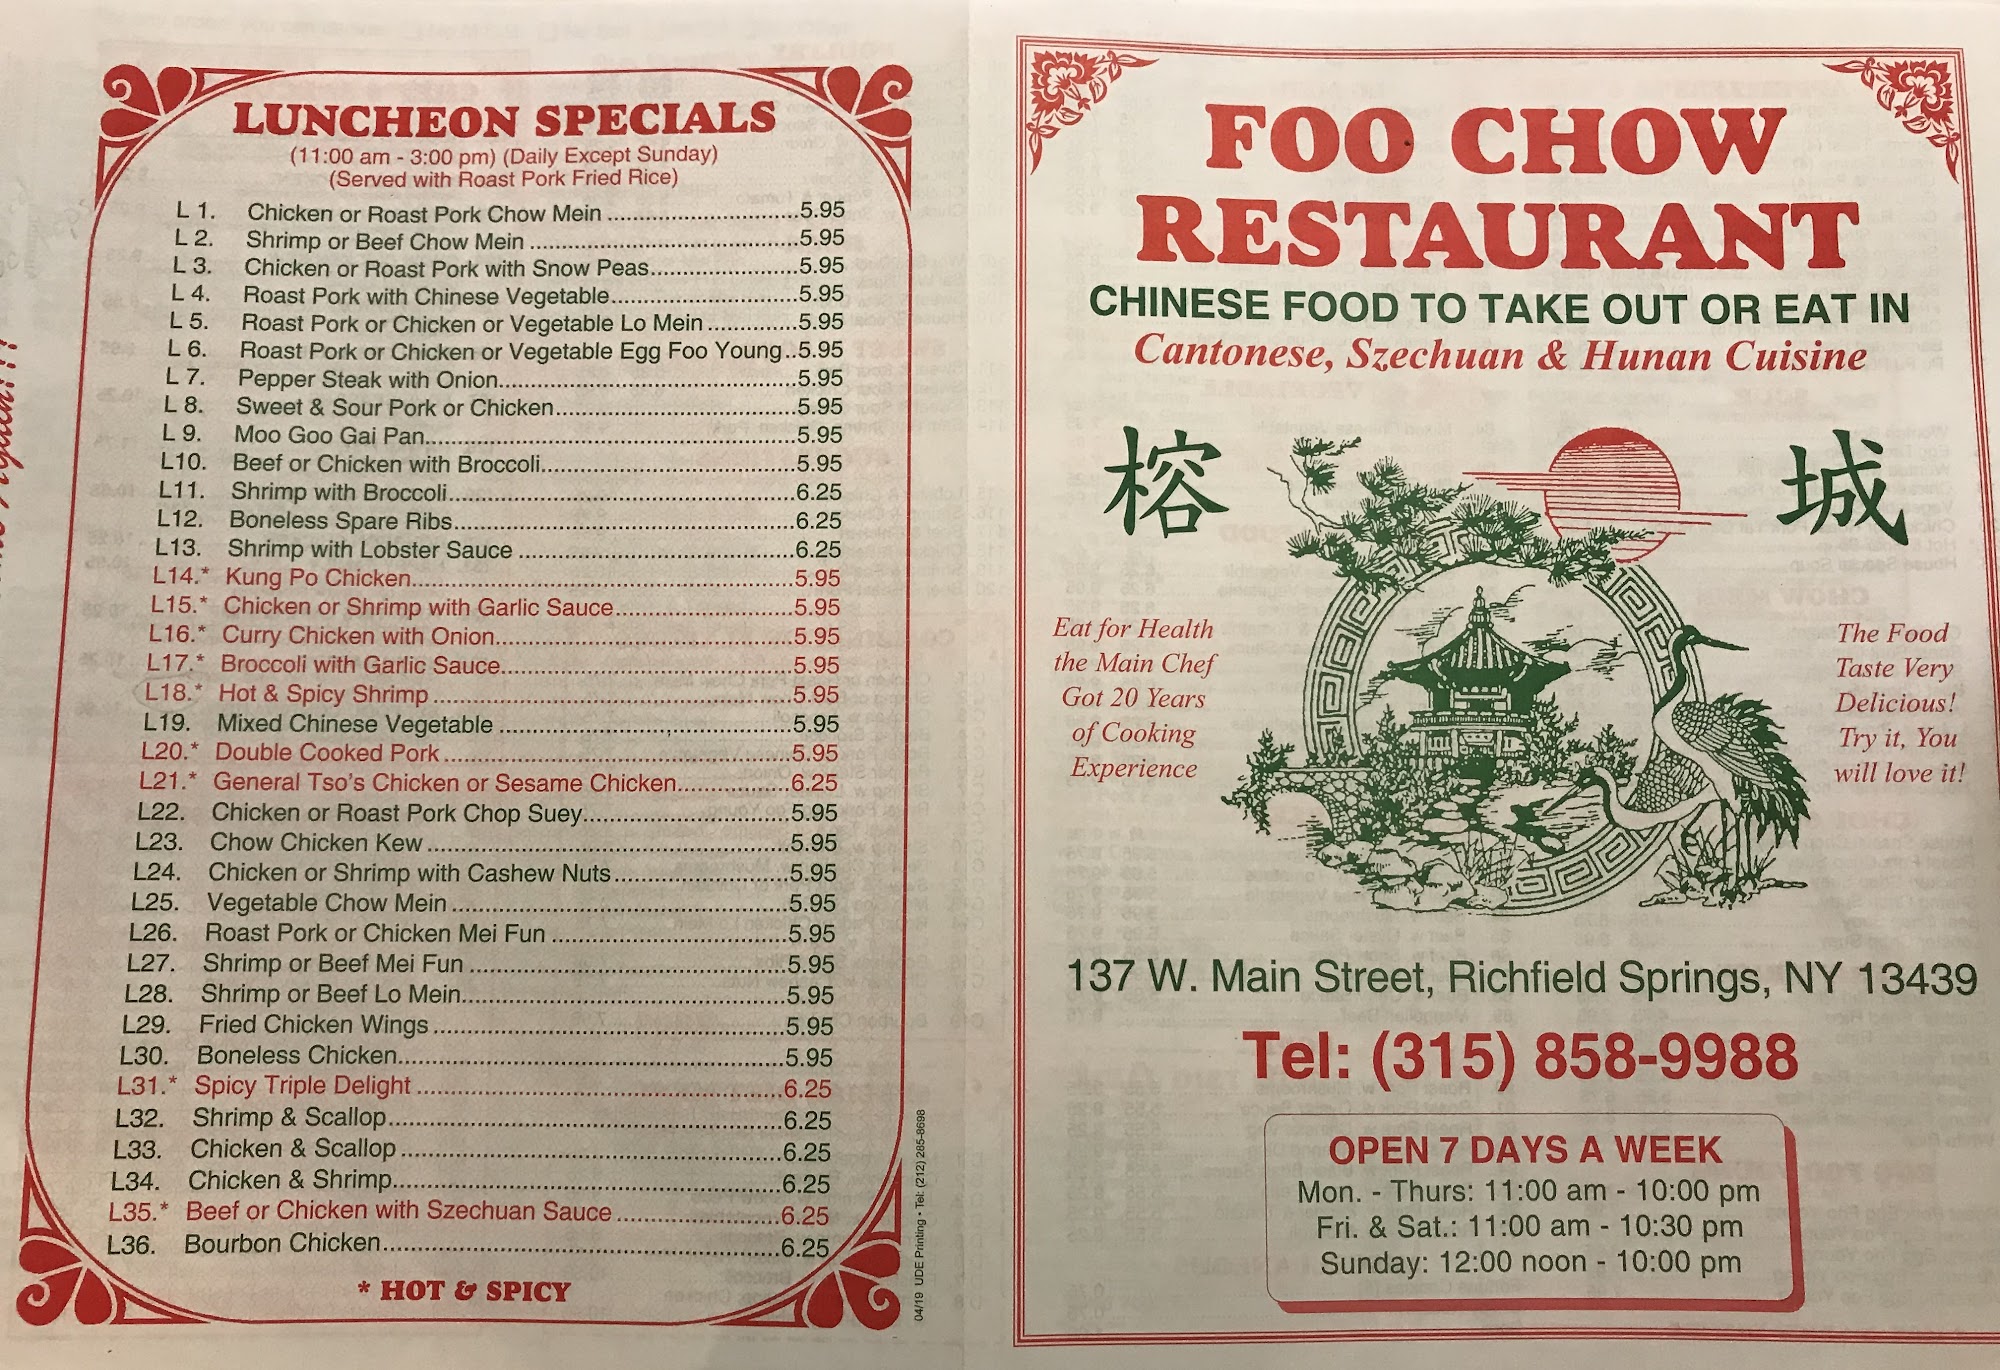 LUNCHEON SPECIALS
(11:00 am - 3:00 pm) (Daily Except Sunday)
(Served with Roast Pork Fried Rice)
L 1. Chicken or Roast Pork Chow Mein 5.95
L 2. Shrimp or Beef Chow Mein 5.95
L 3. Chicken or Roast Pork with Snow Peas 5.95
L 4. Roast Pork with Chinese Vegetable 5.95
L 5. Roast Pork or Chicken or Vegetable Lo Mein 5.95
L 6. Roast Pork or Chicken or Vegetable Egg Foo Young 5.95
L 7. Pepper Steak with Onion 5.95
L 8. Sweet & Sour Pork or Chicken 5.95
L 9. Moo Goo Gai Pan 5.95
L10. Beef or Chicken with Broccoli 5.95
L11. Shrimp with Broccoli 6.25
L12. Boneless Spare Ribs 6.25
L13. Shrimp with Lobster Sauce 6.25
L14.* Kung Po Chicken 5.95
L15.* Chicken or Shrimp with Garlic Sauce 5.95
L16.* Curry Chicken with Onion 5.95
L17.* Broccoli with Garlic Sauce 5.95
L18.* Hot & Spicy Shrimp 5.95
L19. Mixed Chinese Vegetable 5.95
L20.* Double Cooked Pork 5.95
L21.* General Tso's Chicken or Sesame Chicken 6.25
L22. Chicken or Roast Pork Chop Suey 5.95
L23. Chow Chicken Kew 5.95
L24. Chicken or Shrimp with Cashew Nuts 5.95
L25. Vegetable Chow Mein 5.95
L26. Roast Pork or Chicken Mei Fun 5.95
L27. Shrimp or Beef Mei Fun 5.95
L28. Shrimp or Beef Lo Mein 5.95
L29. Fried Chicken Wings 5.95
L30. Boneless Chicken 5.95
L31.* Spicy Triple Delight 6.25
L32. Shrimp & Scallop 6.25
L33. Chicken & Scallop 6.25
L34. Chicken & Shrimp 6.25
L35.* Beef or Chicken with Szechuan Sauce 6.25
L36. Bourbon Chicken 6.25
* HOT & SPICY
04/19 UDE Printing • Tel: (212) 285-8698
FOO CHOW
RESTAURANT
CHINESE FOOD TO TAKE OUT OR EAT IN
Cantonese, Szechuan & Hunan Cuisine
榕 城
Eat for Health
the Main Chef
Got 20 Years
of Cooking
Experience
The Food
Taste Very
Delicious!
Try it, You
will love it!
137 W. Main Street, Richfield Springs, NY 13439
Tel: (315) 858-9988
OPEN 7 DAYS A WEEK
Mon. - Thurs: 11:00 am - 10:00 pm
Fri. & Sat.: 11:00 am - 10:30 pm
Sunday: 12:00 noon - 10:00 pm